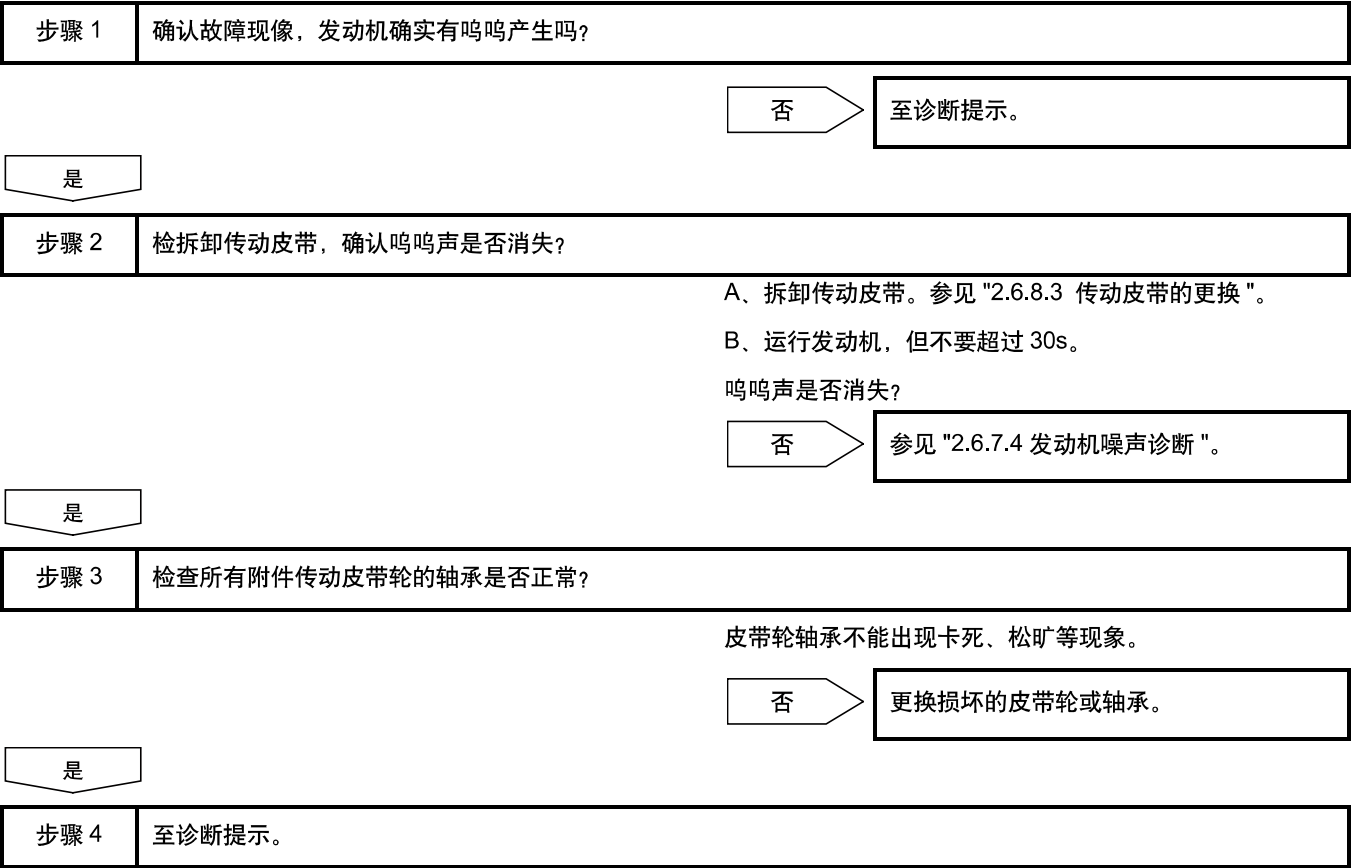 步骤 1 确认故障现像，发动机确实有呜呜产生吗？
否 至诊断提示。
是
步骤 2 检拆卸传动皮带，确认呜呜声是否消失？
A、拆卸传动皮带。参见 "2.6.8.3 传动皮带的更换 "。
B、运行发动机，但不要超过 30s。
呜呜声是否消失？
否 参见 "2.6.7.4 发动机噪声诊断 "。
是
步骤 3 检查所有附件传动皮带轮的轴承是否正常？
皮带轮轴承不能出现卡死、松旷等现象。
否 更换损坏的皮带轮或轴承。
是
步骤 4 至诊断提示。